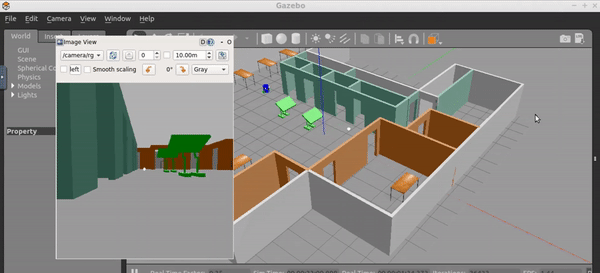 Gazebo
File Edit Camera View Window Help
World
GUI
Scene
Spherical Co
Physics
Models
Lights
Property
Image View
/camera/rg
0
10.00m
left
Smooth scaling
0°
Gray